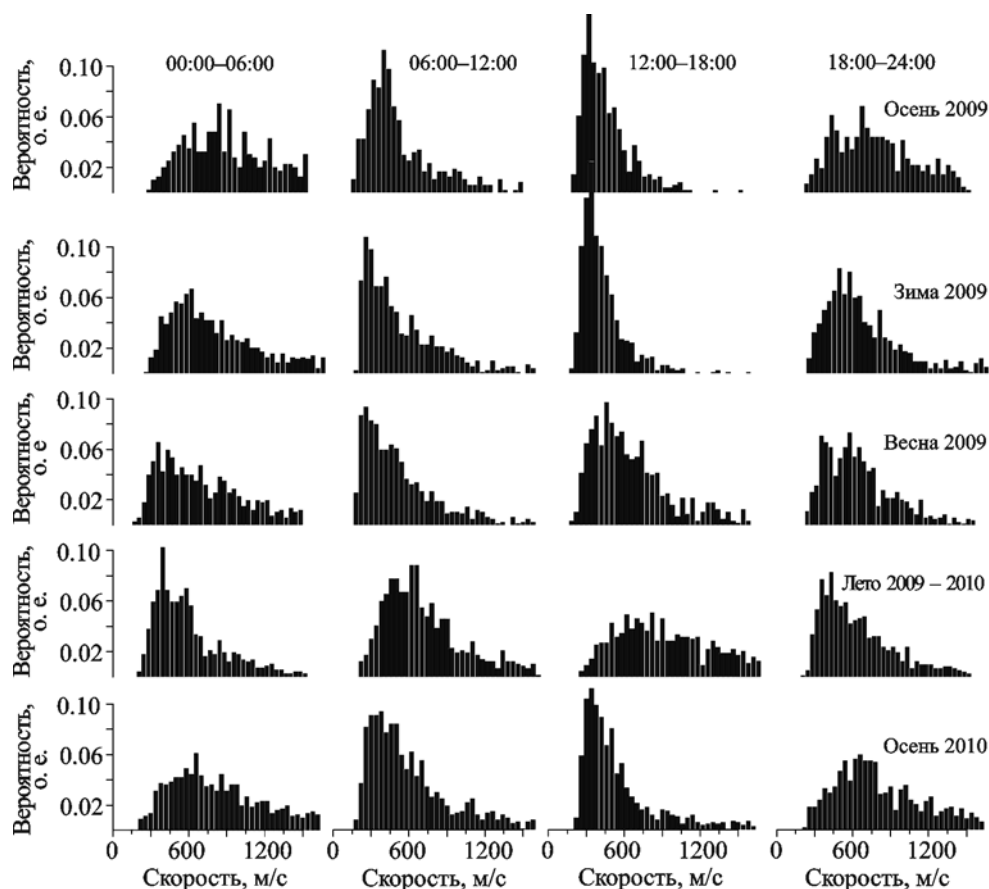 00:00–06:00
06:00–12:00
12:00–18:00
18:00–24:00
Вероятность,
о. е.
0.10
0.06
0.02
Осень 2009
Вероятность,
о. е.
0.10
0.06
0.02
Зима 2009
Вероятность,
о. е
0.10
0.06
0.02
Весна 2009
Вероятность,
о. е.
0.10
0.06
0.02
Лето 2009 – 2010
Вероятность,
о. е.
0.10
0.06
0.02
Осень 2010
0 600 1200
0 600 1200
0 600 1200
0 600 1200
Скорость, м/с
Скорость, м/с
Скорость, м/с
Скорость, м/с